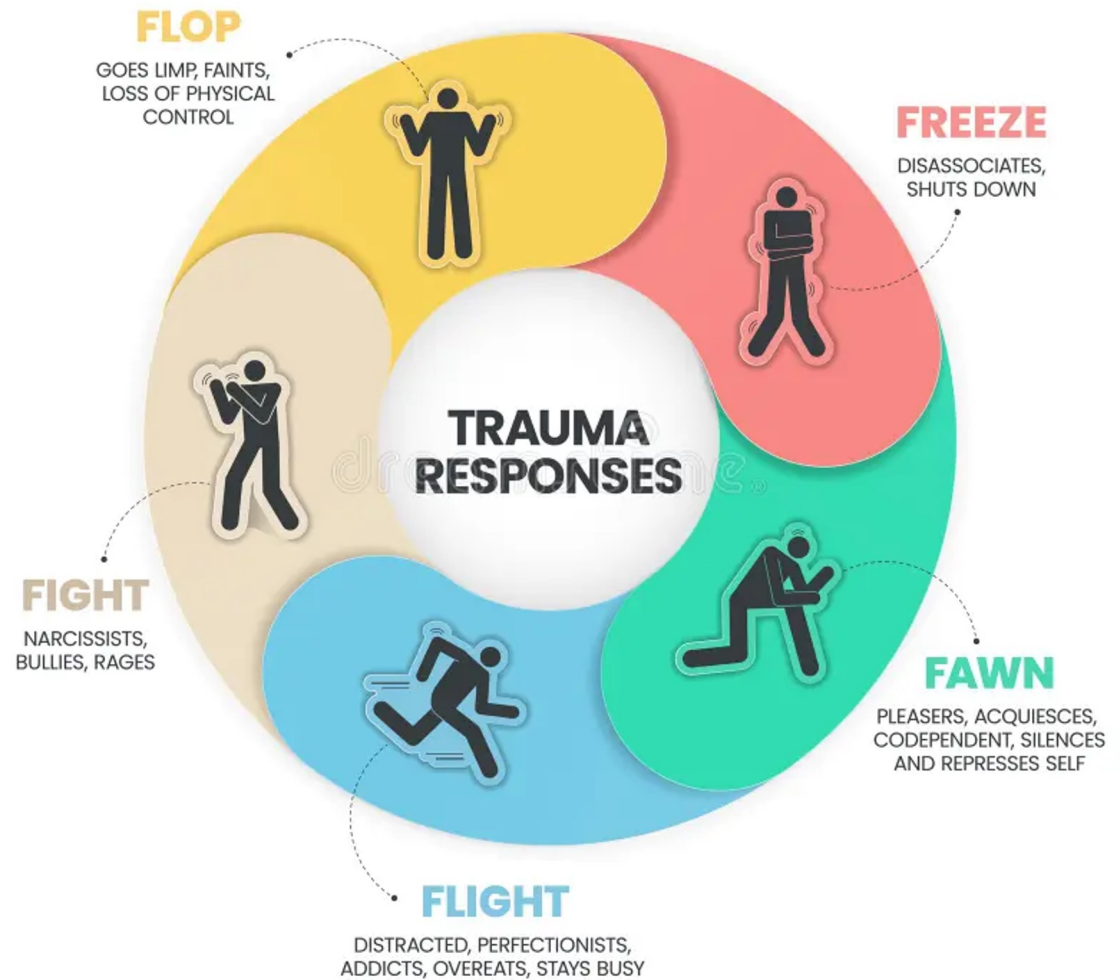 FLOP
GOES LIMP, FAINTS,
LOSS OF PHYSICAL
CONTROL
FREEZE
DISASSOCIATES,
SHUTS DOWN
TRAUMA
RESPONSES
FIGHT
NARCISSISTS,
BULLIES, RAGES
FAWN
PLEASERS, ACQUIESCES,
CODEPENDENT, SILENCES
AND REPRESSES SELF
FLIGHT
DISTRACTED, PERFECTIONISTS,
ADDICTS, OVEREATS, STAYS BUSY